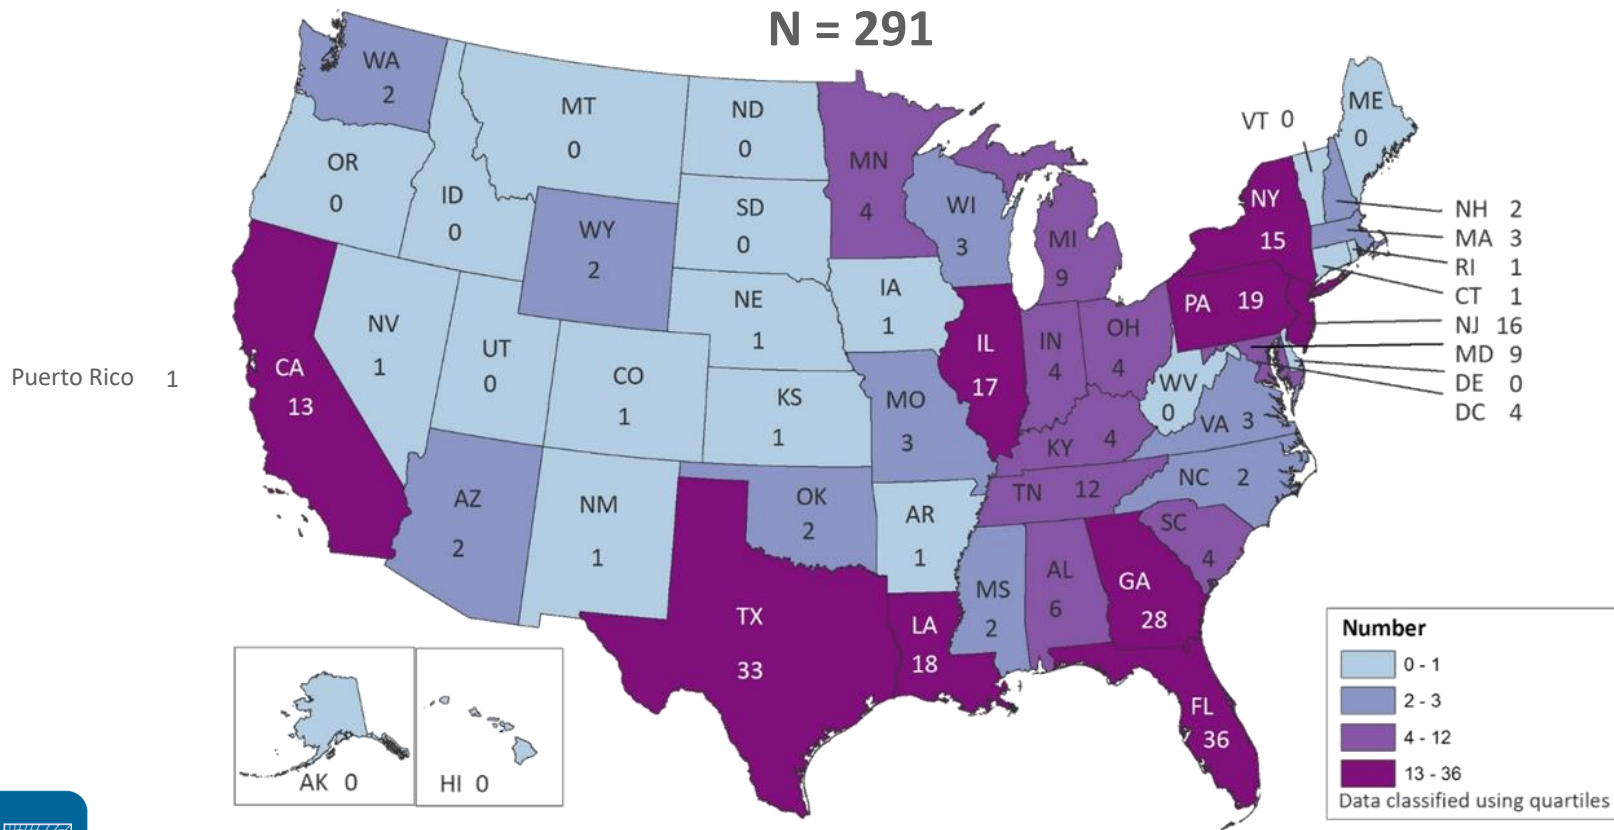 N = 291
WA
2
MT
0
ND
0
OR
0
ID
0
WY
2
SD
0
MN
4
WI
3
MI
9
VT 0
ME
0
NY
15
NH 2
MA 3
RI 1
CT 1
NJ 16
MD 9
DE 0
DC 4
PA 19
NE
1
IA
1
IL
17
IN
4
OH
4
WV
0
VA 3
NV
1
UT
0
CO
1
KS
1
MO
3
KY 4
Puerto Rico 1
CA
13
AZ
2
NM
1
OK
2
AR
1
TN 12
NC 2
SC
4
MS
2
AL
6
GA
28
TX
33
LA
18
FL
36
AK 0
HI 0
Number
0 - 1
2 - 3
4 - 12
13 - 36
Data classified using quartiles